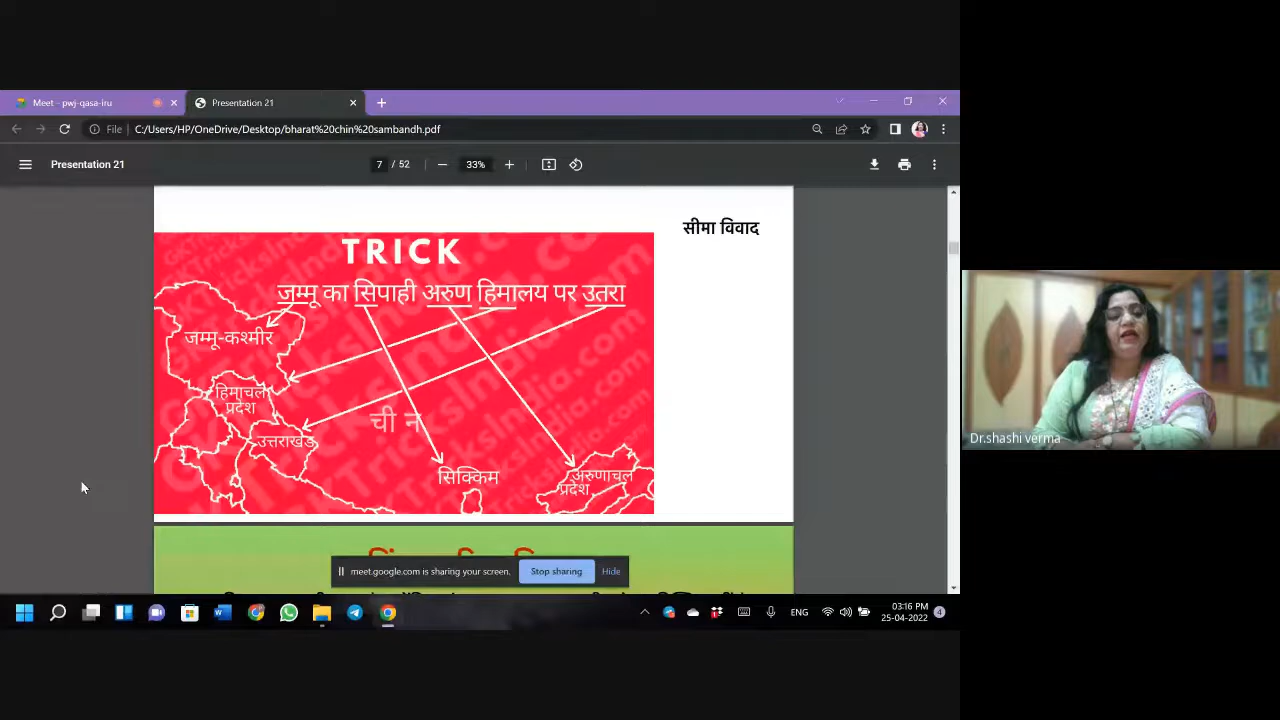 Meet – pwj-qasa-iru
Presentation 21
File
C:/Users/HP/OneDrive/Desktop/bharat%20chin%20sambandh.pdf
Presentation 21
7 / 52
33%
सीमा विवाद
TRICK
जम्मू का सिपाही अरुण हिमालय पर उतरा
जम्मू-कश्मीर
हिमाचल
प्रदेश
ची न
उत्तराखंड
सिक्किम
अरुणाचल
प्रदेश
Dr.shashi verma
meet.google.com is sharing your screen.
Stop sharing
Hide
ENG
03:16 PM
25-04-2022
4